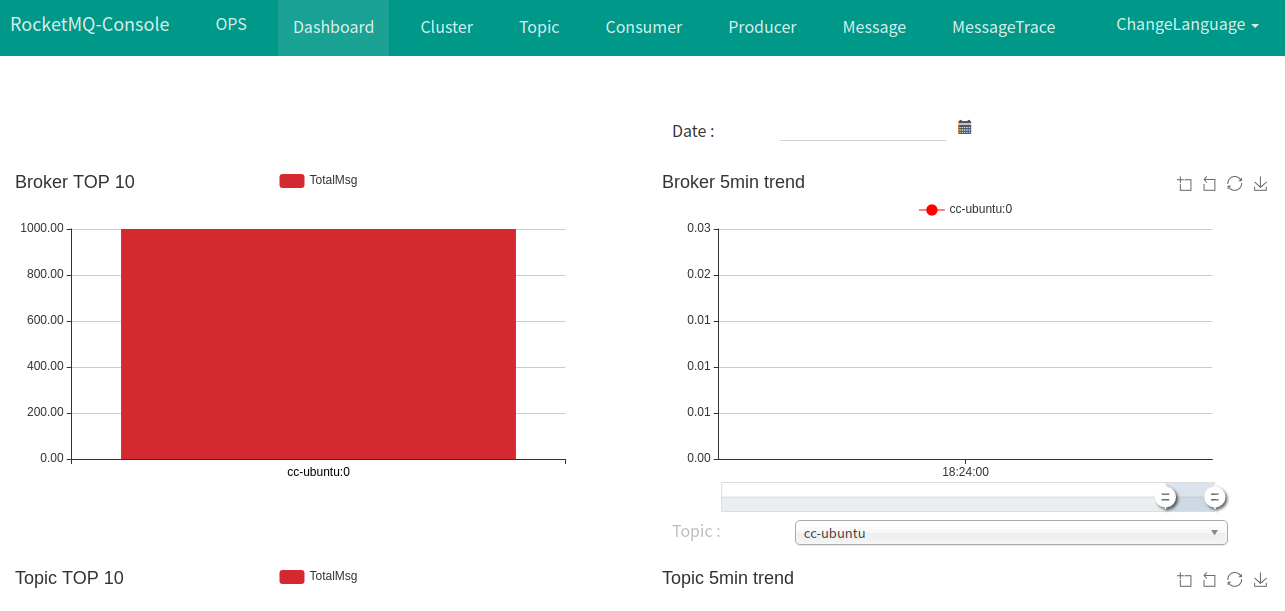 RocketMQ-Console OPS Dashboard Cluster Topic Consumer Producer Message MessageTrace ChangeLanguage
Date :
Broker TOP 10
TotalMsg
1000.00
800.00
600.00
400.00
200.00
0.00
cc-ubuntu:0
Broker 5min trend
cc-ubuntu:0
0.03
0.02
0.01
0.01
0.01
0.00
18:24:00
Topic : cc-ubuntu
Topic TOP 10
TotalMsg
Topic 5min trend